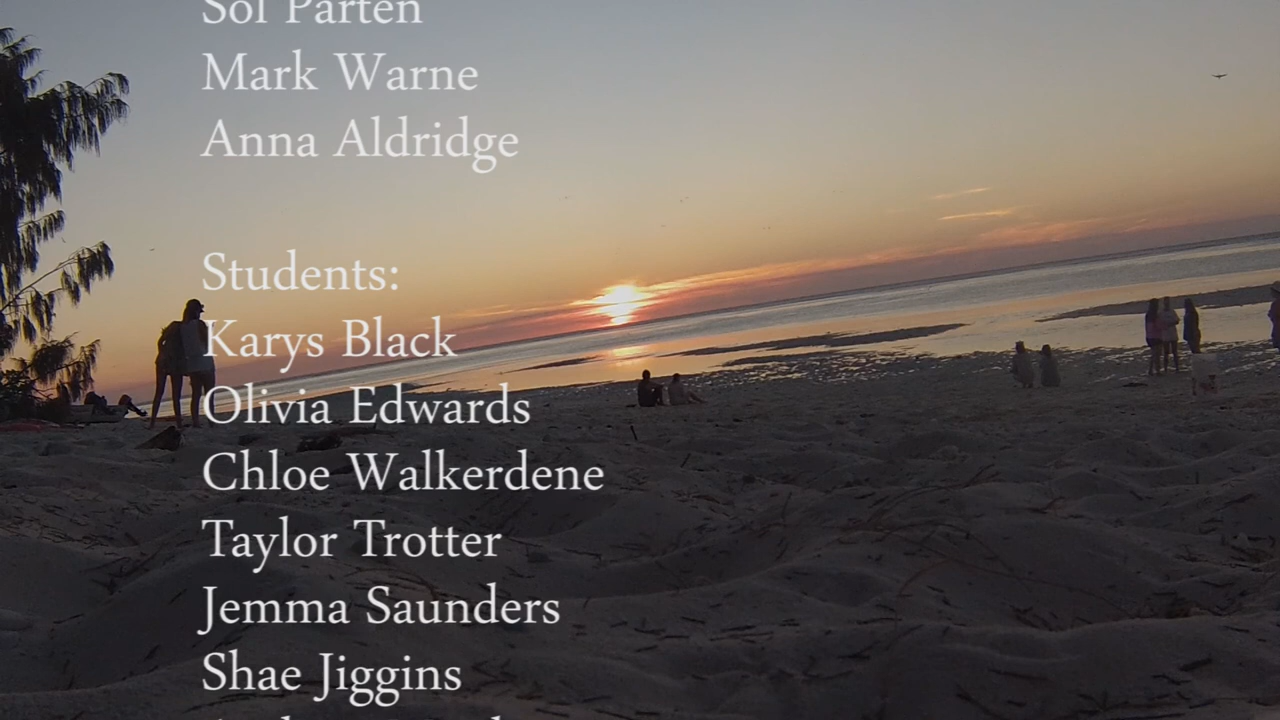 Sol Parten
Mark Warne
Anna Aldridge
Students:
Karys Black
Olivia Edwards
Chloe Walkerdene
Taylor Trotter
Jemma Saunders
Shae Jiggins